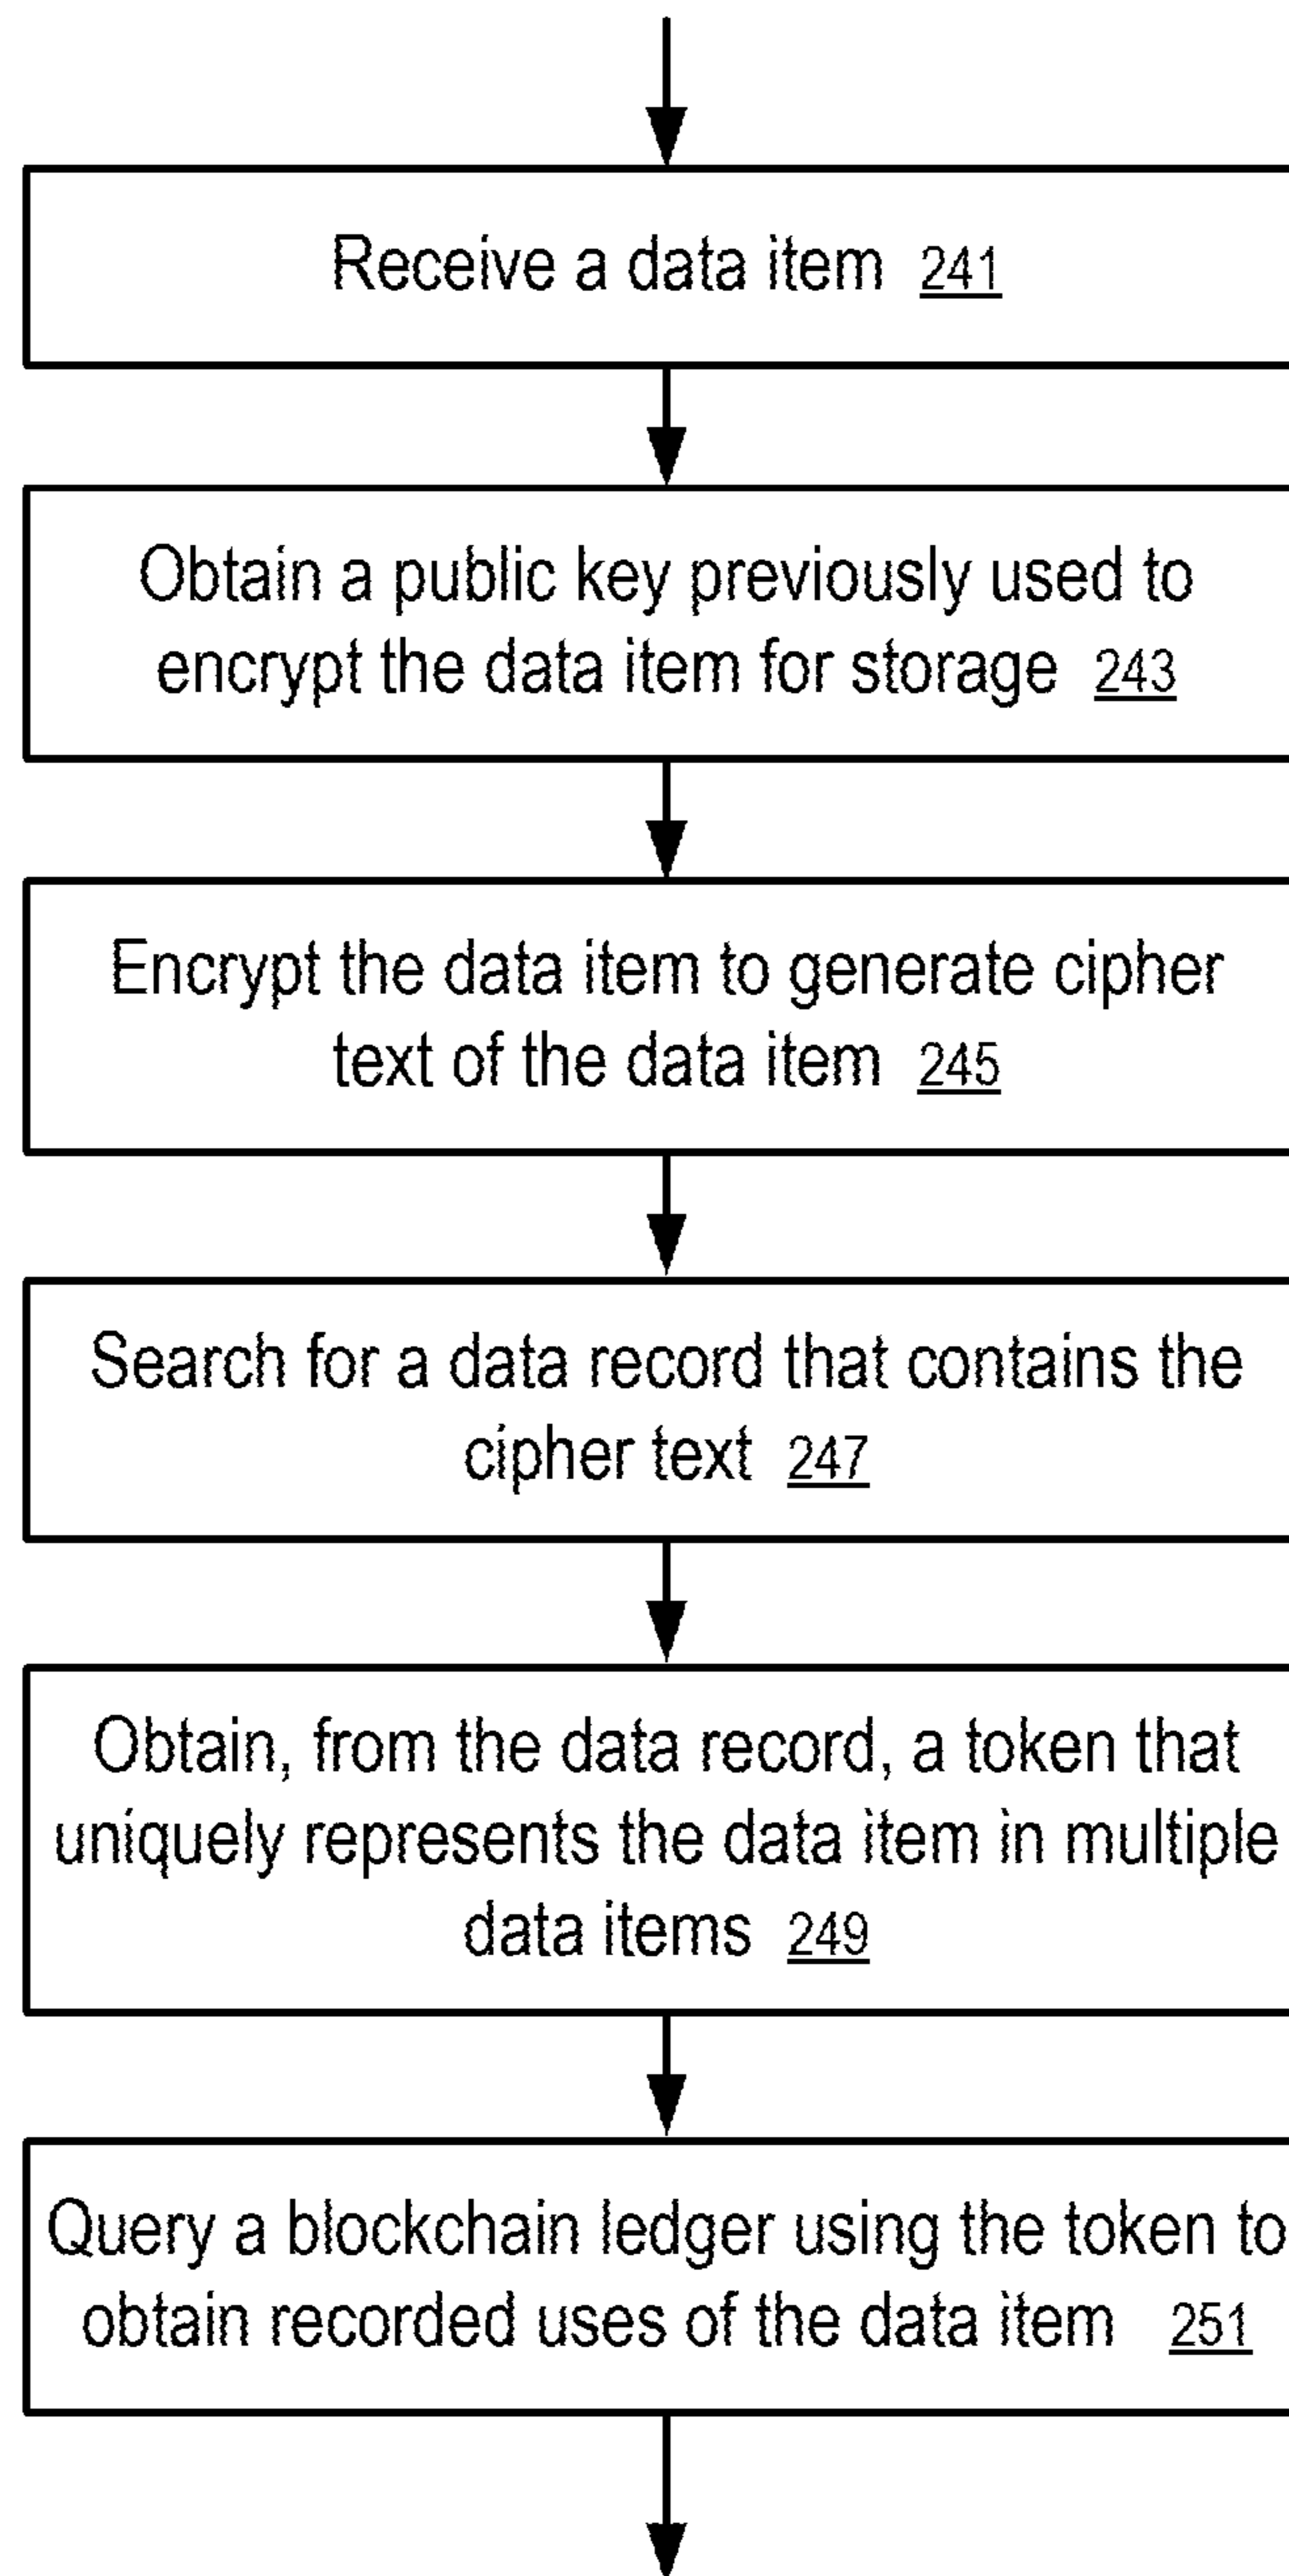 Receive a data item 241
Obtain a public key previously used to
encrypt the data item for storage 243
Encrypt the data item to generate cipher
text of the data item 245
Search for a data record that contains the
cipher text 247
Obtain, from the data record, a token that
uniquely represents the data item in multiple
data items 249
Query a blockchain ledger using the token to
obtain recorded uses of the data item 251